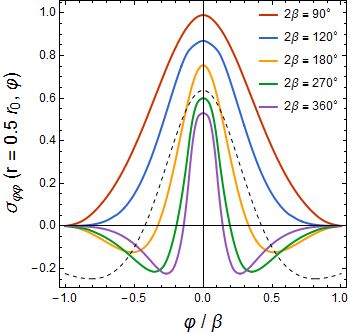 1.0
0.8
0.6
0.4
0.2
0.0
−0.2
−1.0 −0.5 0.0 0.5 1.0
φ / β
σφφ (r = 0.5 r0, φ)
2β = 90°
2β = 120°
2β = 180°
2β = 270°
2β = 360°